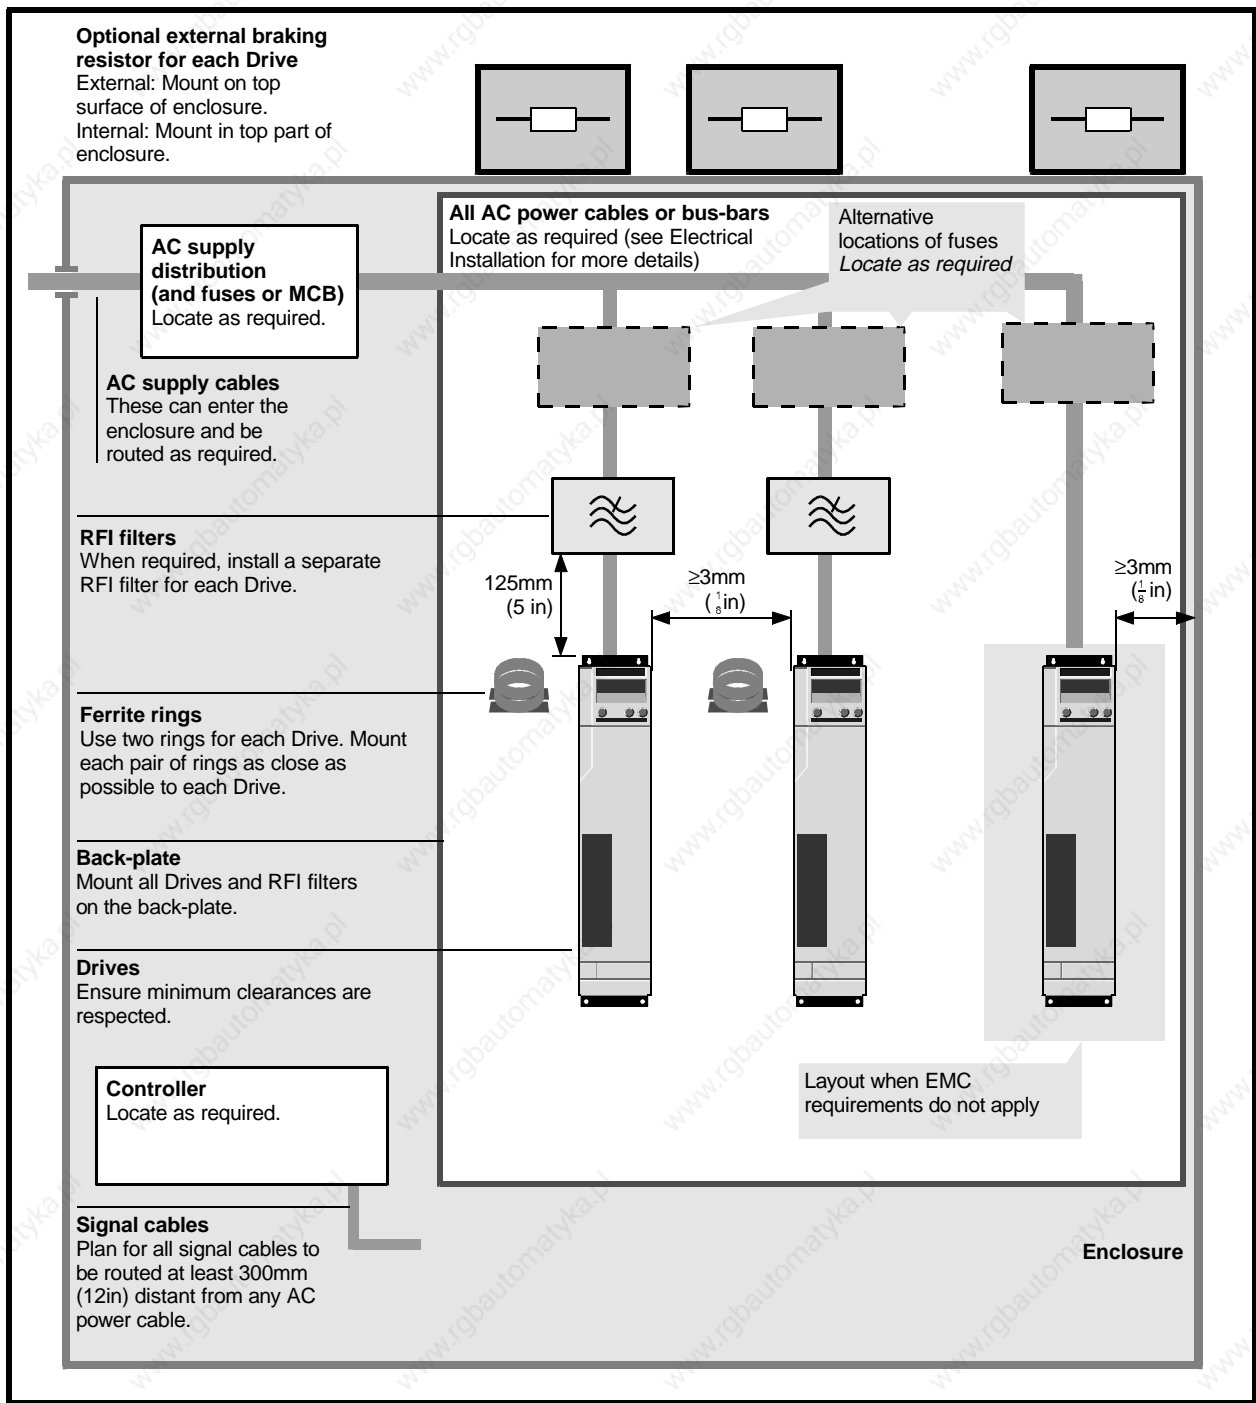 Optional external braking
resistor for each Drive
External: Mount on top
surface of enclosure.
Internal: Mount in top part of
enclosure.
All AC power cables or bus-bars
Locate as required (see Electrical
Installation for more details)
Alternative
locations of fuses
Locate as required
AC supply
distribution
(and fuses or MCB)
Locate as required.
AC supply cables
These can enter the
enclosure and be
routed as required.
RFI filters
When required, install a separate
RFI filter for each Drive.
125mm
(5 in)
≥3mm
(1/8in)
≥3mm
(1/8in)
Ferrite rings
Use two rings for each Drive. Mount
each pair of rings as close as
possible to each Drive.
Back-plate
Mount all Drives and RFI filters
on the back-plate.
Drives
Ensure minimum clearances are
respected.
Layout when EMC
requirements do not apply
Controller
Locate as required.
Signal cables
Plan for all signal cables to
be routed at least 300mm
(12in) distant from any AC
power cable.
Enclosure
www.rgbautomatyka.pl